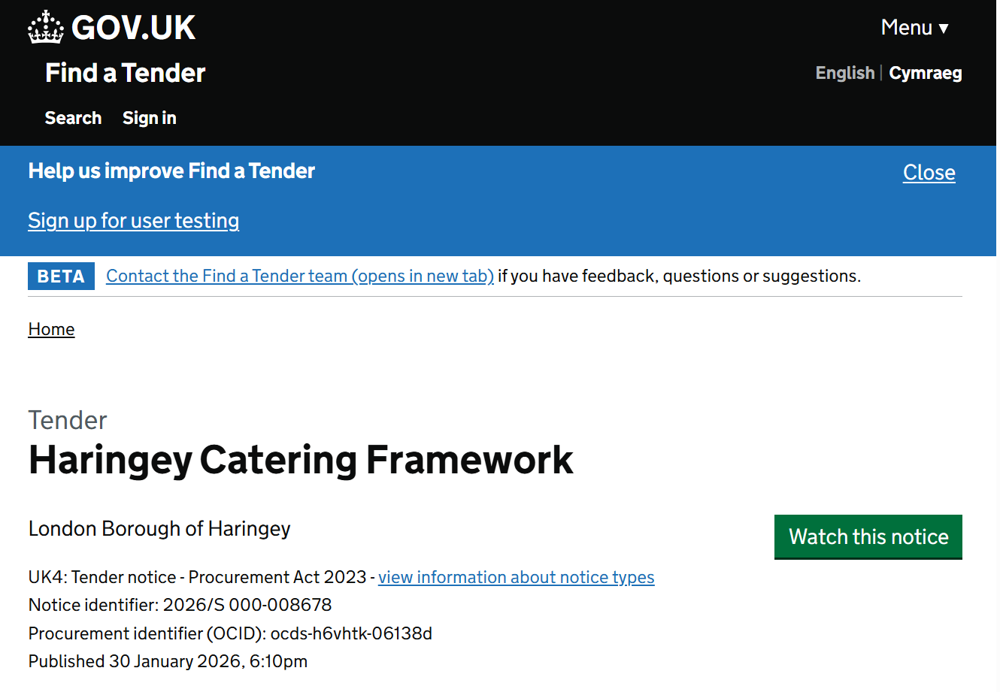 GOV.UK
Menu ▼
Find a Tender
English | Cymraeg
Search Sign in
Help us improve Find a Tender
Close
Sign up for user testing
BETA Contact the Find a Tender team (opens in new tab) if you have feedback, questions or suggestions.
Home
Tender
Haringey Catering Framework
London Borough of Haringey
Watch this notice
UK4: Tender notice - Procurement Act 2023 - view information about notice types
Notice identifier: 2026/S 000-008678
Procurement identifier (OCID): ocds-h6vhtk-06138d
Published 30 January 2026, 6:10pm